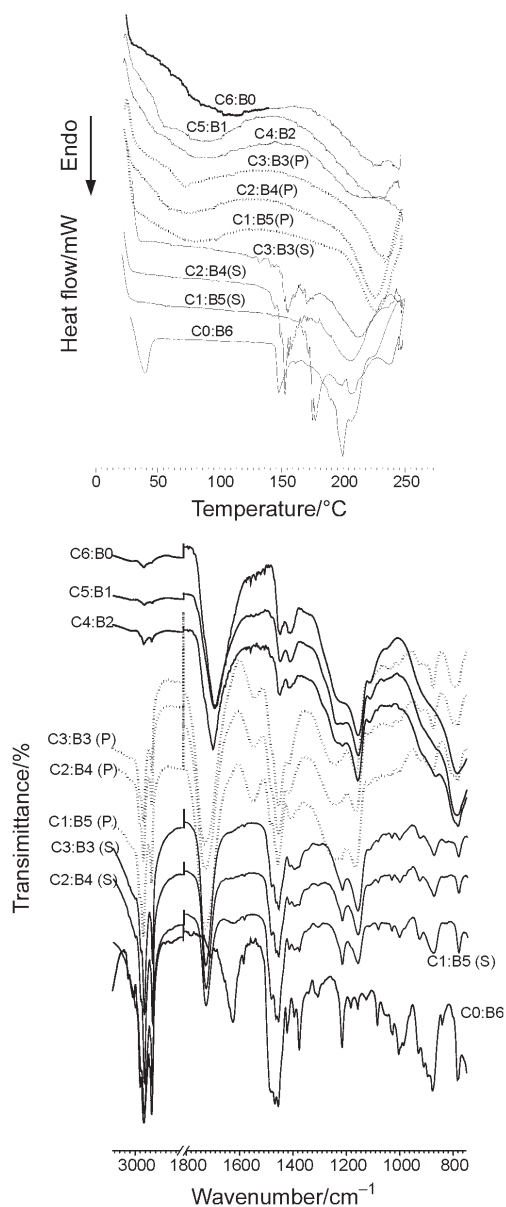 C6:B0
C5:B1
C4:B2
C3:B3(P)
C2:B4(P)
C1:B5(P)
C3:B3(S)
C2:B4(S)
C1:B5(S)
C0:B6
Endo
Heat flow/mW
0 50 100 150 200 250
Temperature/°C
C6:B0
C5:B1
C4:B2
C3:B3 (P)
C2:B4 (P)
C1:B5 (P)
C3:B3 (S)
C2:B4 (S)
C1:B5 (S)
C0:B6
Transimittance/%
3000 1800 1600 1400 1200 1000 800
Wavenumber/cm⁻¹